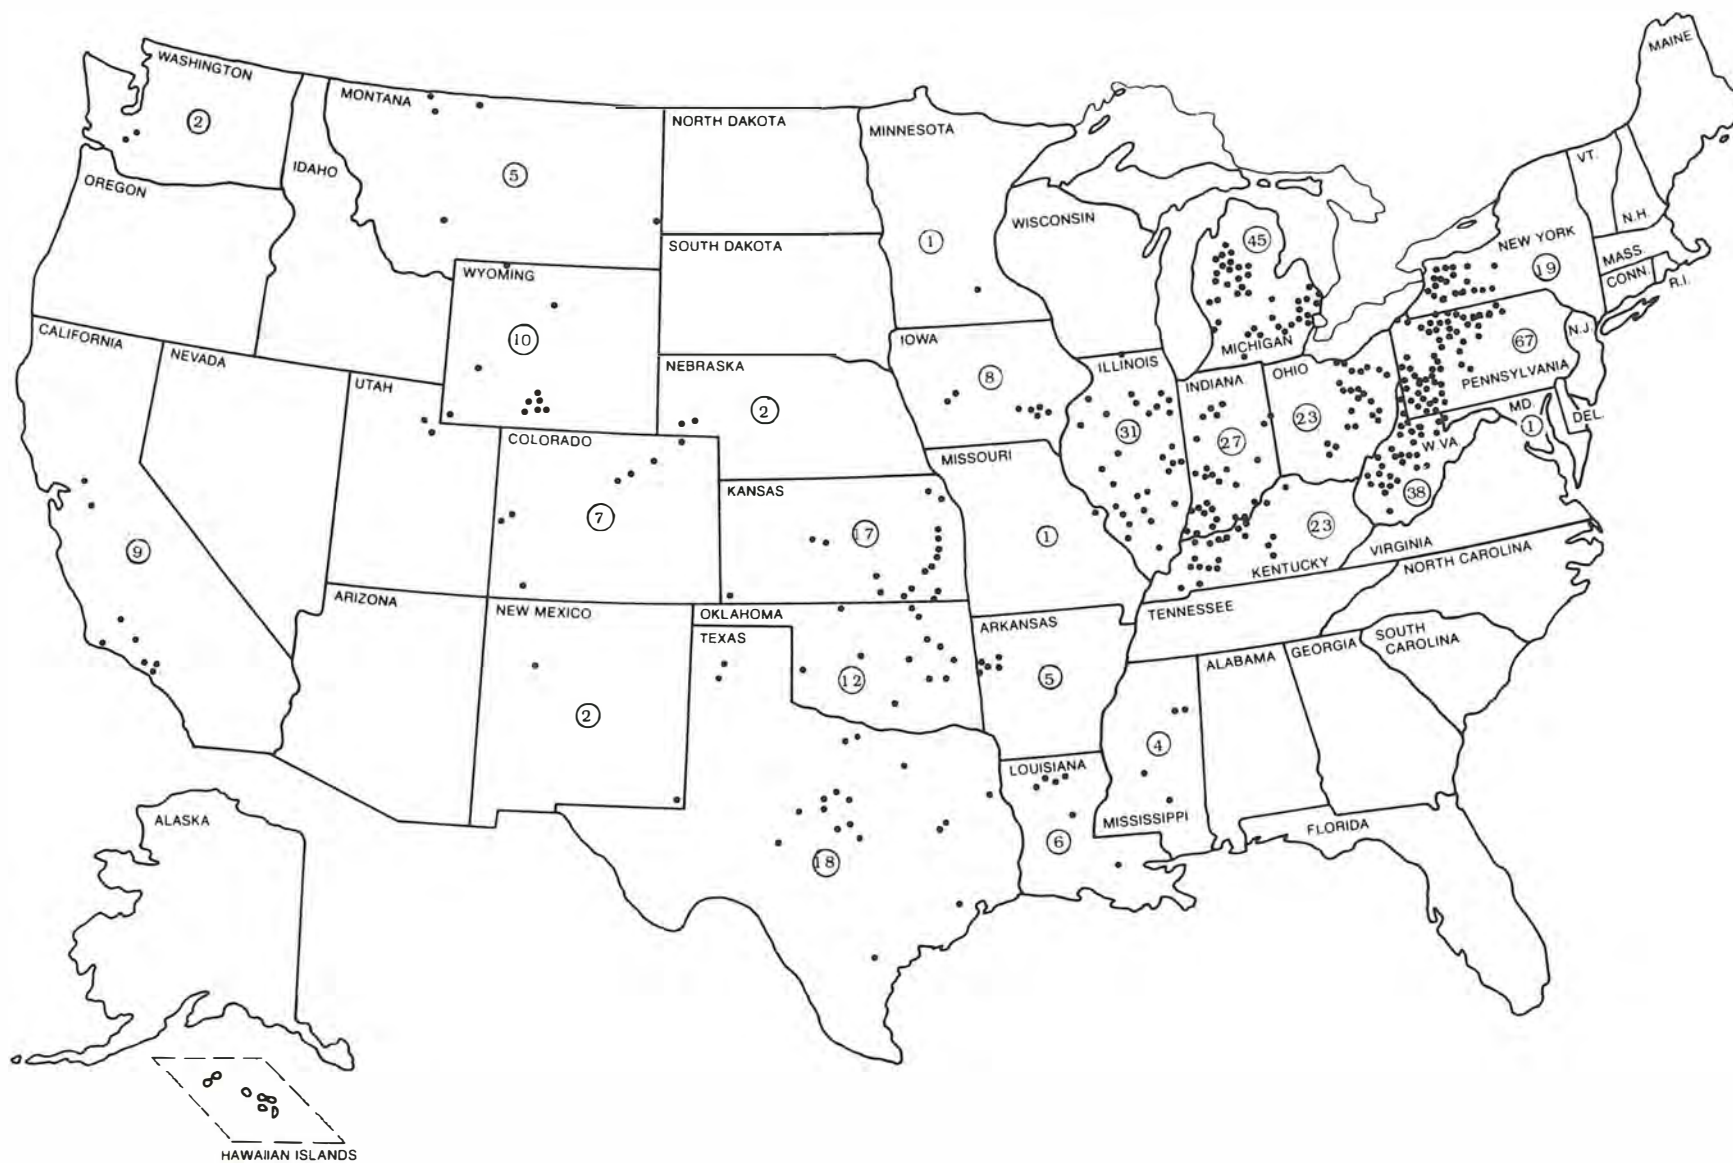 WASHINGTON
2
MONTANA
5
IDAHO
OREGON
NORTH DAKOTA
MINNESOTA
1
SOUTH DAKOTA
WISCONSIN
45
MICHIGAN
MAINE
VT.
N.H.
NEW YORK
19
MASS.
CONN.
R.I.
WYOMING
10
CALIFORNIA
9
NEVADA
UTAH
NEBRASKA
2
IOWA
8
ILLINOIS
31
INDIANA
27
OHIO
23
67
PENNSYLVANIA
N.J.
MD.
1
DEL.
W.VA.
38
COLORADO
7
KANSAS
17
MISSOURI
1
23
KENTUCKY
VIRGINIA
NORTH CAROLINA
TENNESSEE
ARIZONA
NEW MEXICO
2
OKLAHOMA
12
TEXAS
18
ARKANSAS
5
SOUTH
CAROLINA
GEORGIA
ALABAMA
4
MISSISSIPPI
LOUISIANA
6
FLORIDA
ALASKA
HAWAIIAN ISLANDS